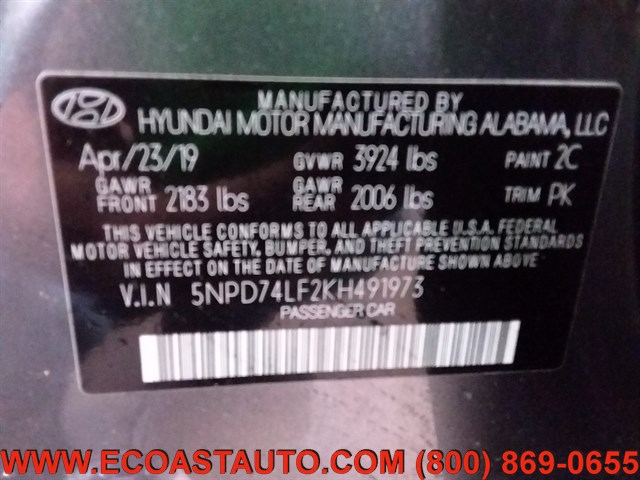 MANUFACTURED BY
HYUNDAI MOTOR MANUFACTURING ALABAMA, LLC
Apr/23/19 GVWR 3924 lbs PAINT 2C
GAWR FRONT 2183 lbs GAWR REAR 2006 lbs TRIM PK
THIS VEHICLE CONFORMS TO ALL APPLICABLE U.S.A. FEDERAL
MOTOR VEHICLE SAFETY, BUMPER, AND THEFT PREVENTION STANDARDS
IN EFFECT ON THE DATE OF MANUFACTURE SHOWN ABOVE.
V.I.N 5NPD74LF2KH491973
PASSENGER CAR
WWW.ECOASTAUTO.COM (800) 869-0655